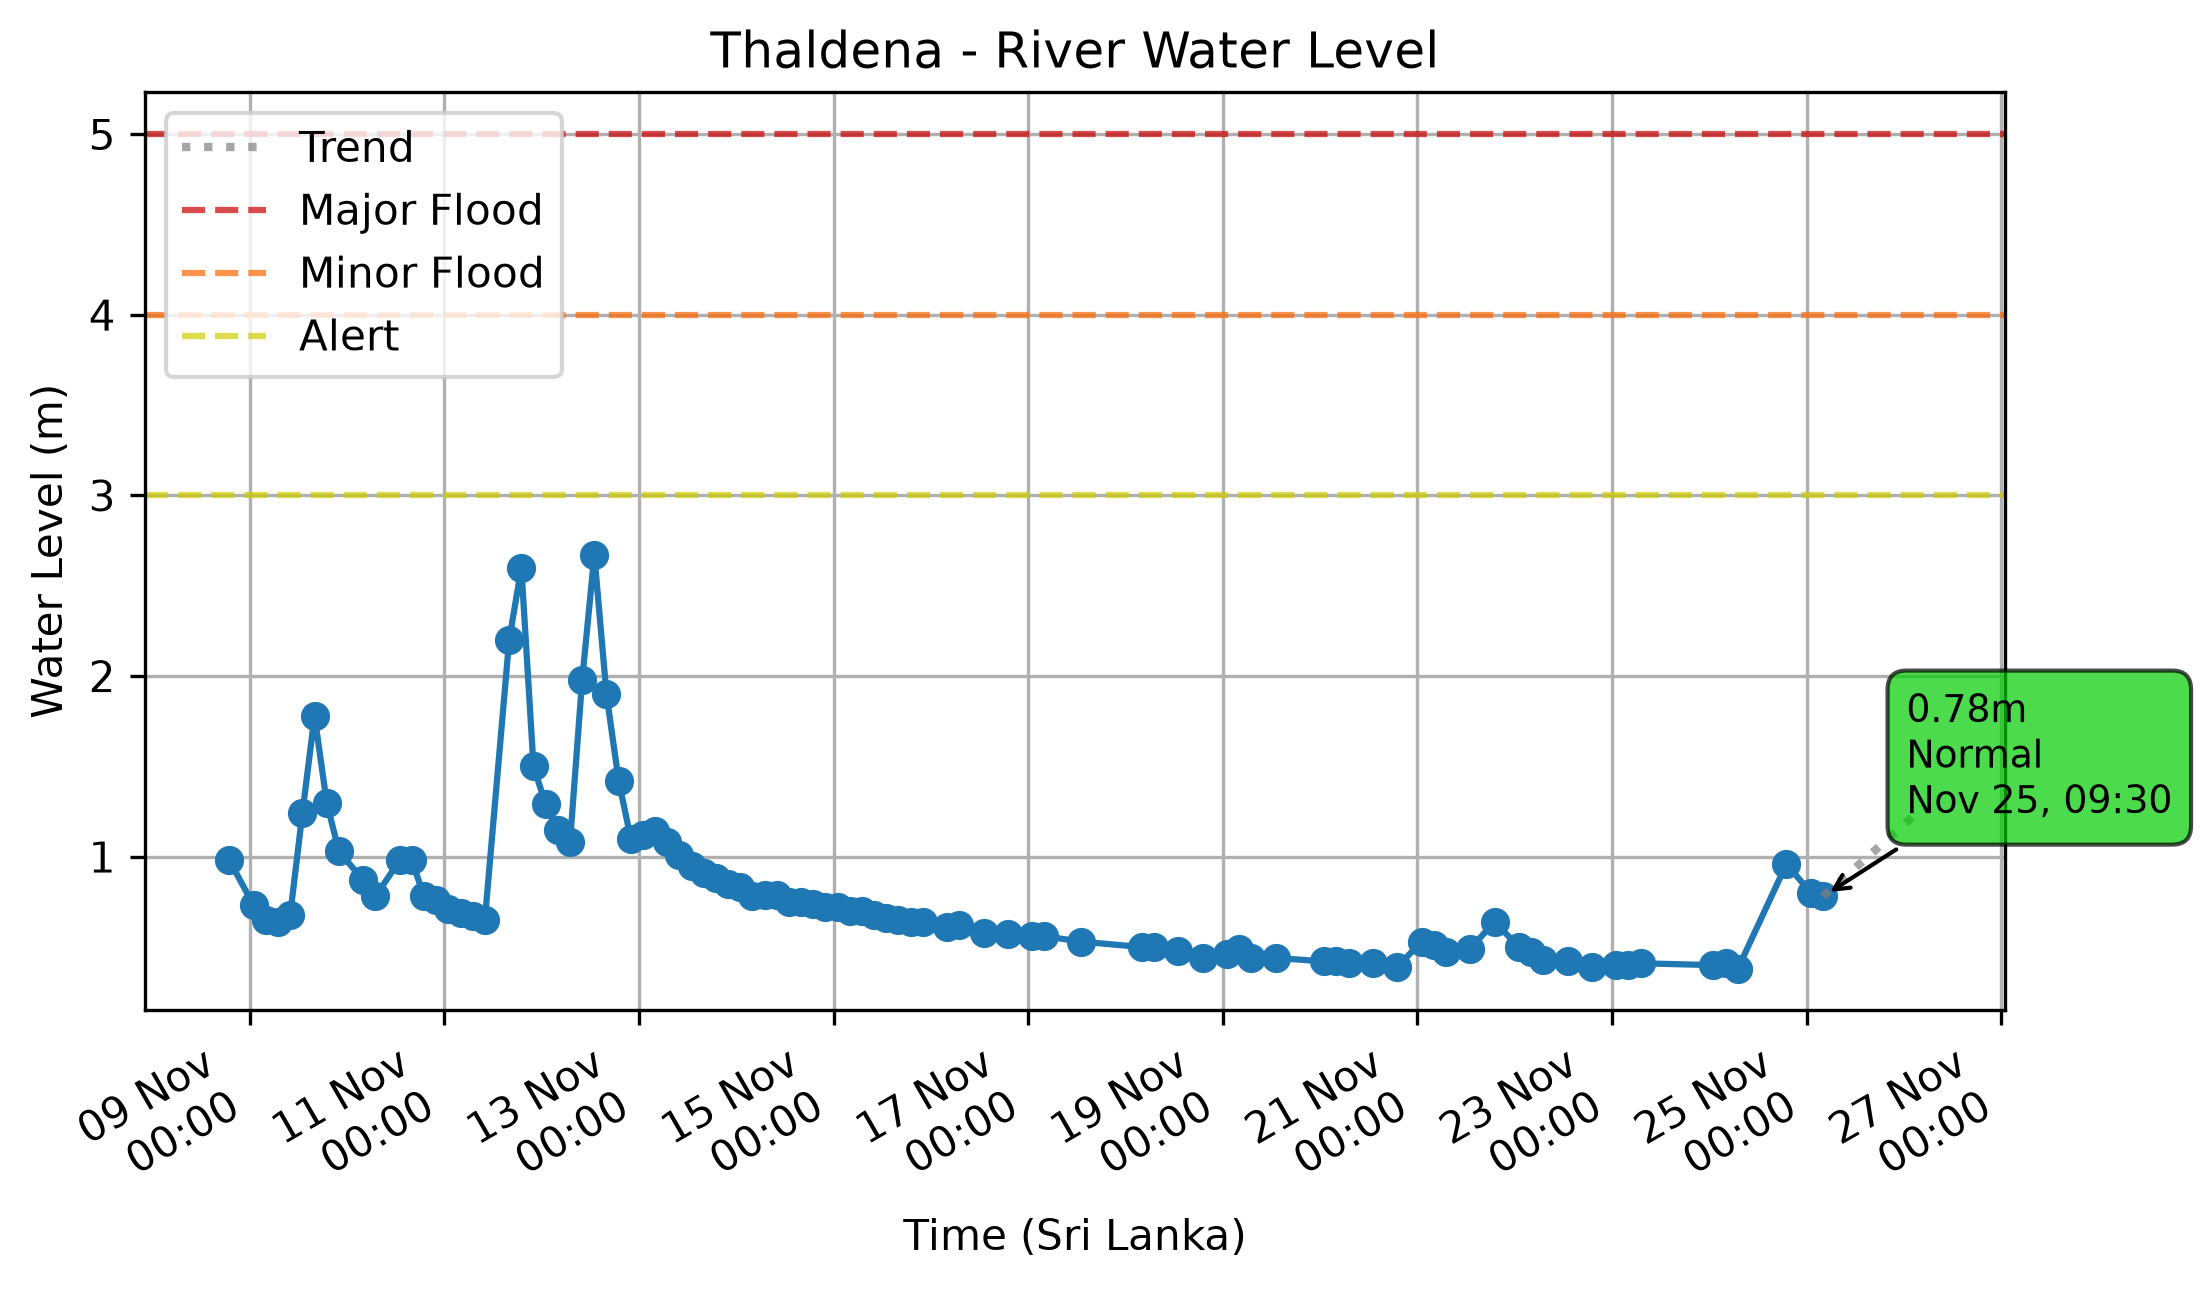 Thaldena - River Water Level
5
4
3
2
1
Water Level (m)
Trend
Major Flood
Minor Flood
Alert
0.78m
Normal
Nov 25, 09:30
09 Nov
00:00
11 Nov
00:00
13 Nov
00:00
15 Nov
00:00
17 Nov
00:00
19 Nov
00:00
21 Nov
00:00
23 Nov
00:00
25 Nov
00:00
27 Nov
00:00
Time (Sri Lanka)